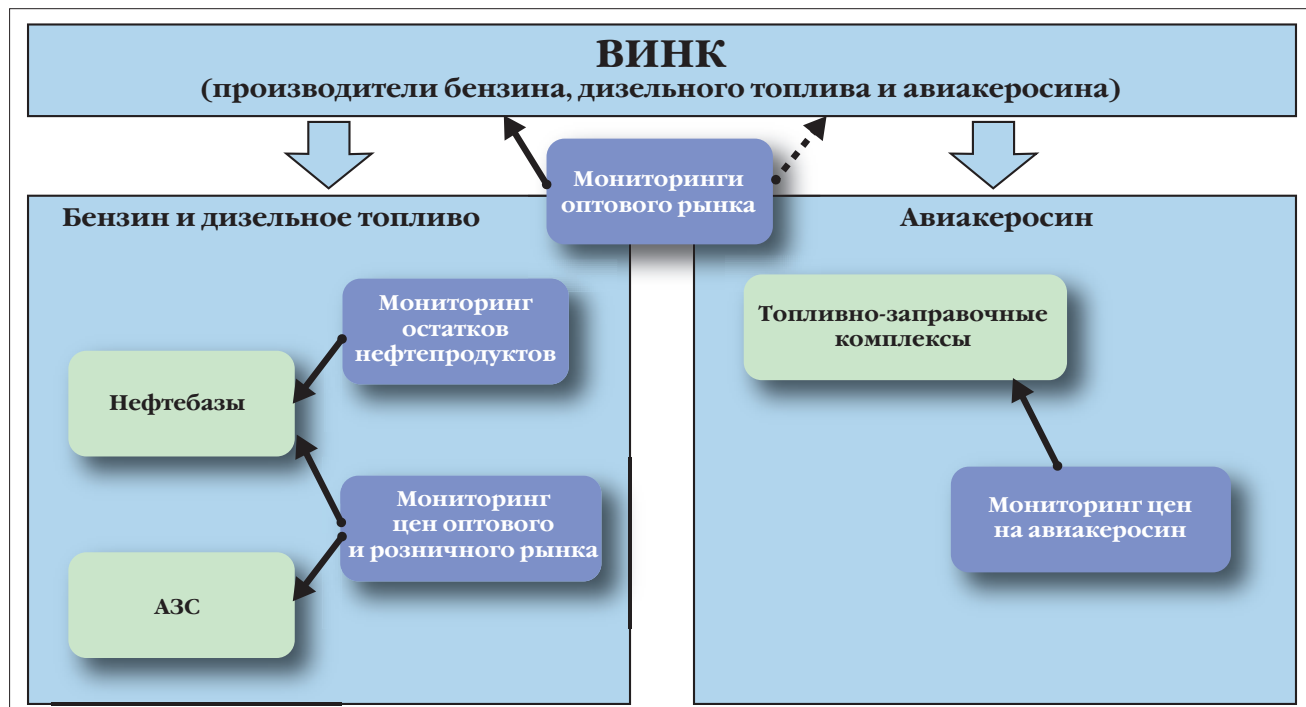 ВИНК
(производители бензина, дизельного топлива и авиакеросина)
Мониторинги
оптового рынка
Бензин и дизельное топливо
Мониторинг
остатков
нефтепродуктов
Нефтебазы
Мониторинг
цен оптового
и розничного рынка
АЗС
Авиакеросин
Топливно-заправочные
комплексы
Мониторинг цен
на авиакеросин